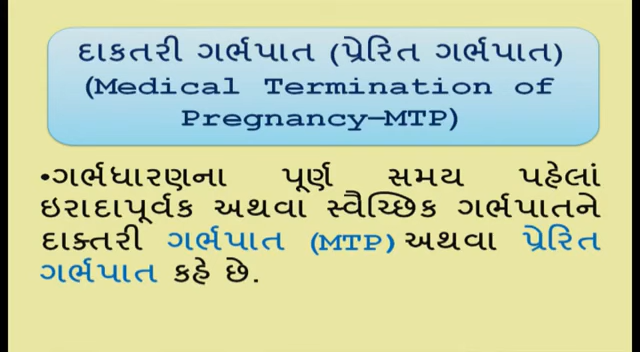 દાકતરી ગર્ભપાત (પ્રેરિત ગર્ભપાત)
(Medical Termination of
Pregnancy–MTP)
•ગર્ભધારણના પૂર્ણ સમય પહેલાં
ઇરાદાપૂર્વક અથવા સ્વૈચ્છિક ગર્ભપાતને
દાક્તરી ગર્ભપાત (MTP) અથવા પ્રેરિત
ગર્ભપાત કહે છે.